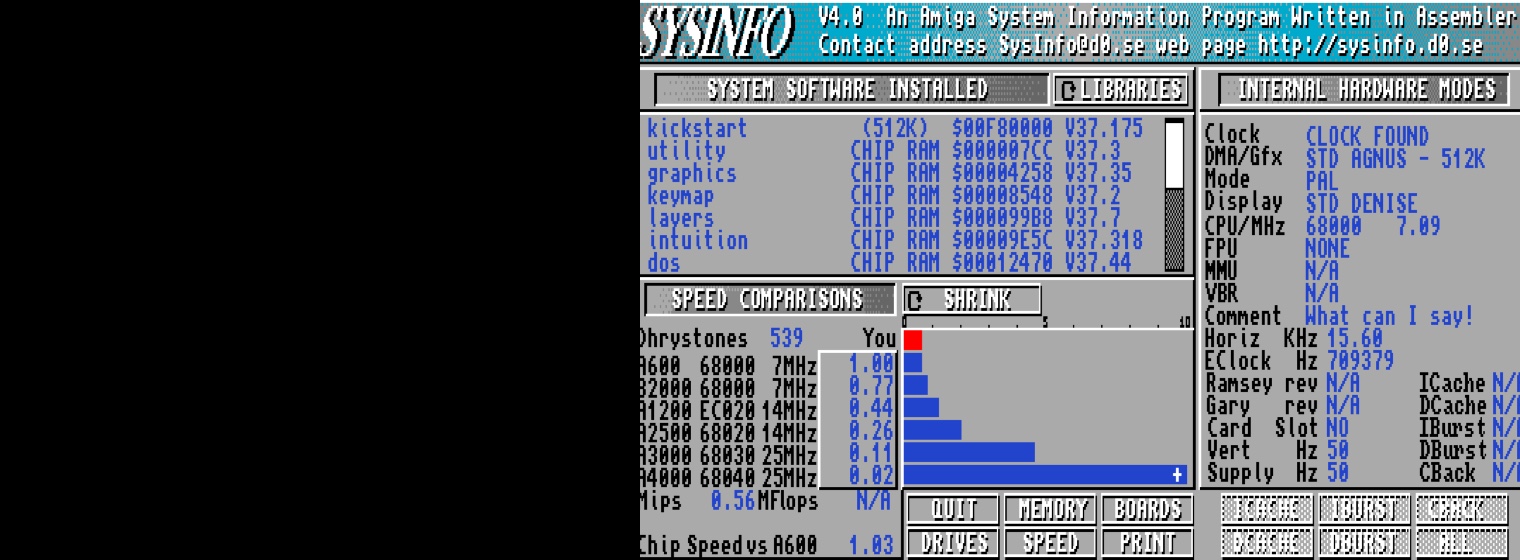 SYSINFO
V4.0 An Amiga System Information Program Written in Assembler
Contact address SysInfo@d0.se web page http://sysinfo.d0.se
SYSTEM SOFTWARE INSTALLED
LIBRARIES
kickstart (512K) $00F80000 V37.175
utility CHIP RAM $000007CC V37.3
graphics CHIP RAM $00004258 V37.35
keymap CHIP RAM $00008548 V37.2
layers CHIP RAM $000099B8 V37.7
intuition CHIP RAM $00009E5C V37.318
dos CHIP RAM $00012470 V37.44
INTERNAL HARDWARE MODES
Clock CLOCK FOUND
DMA/Gfx STD AGNUS - 512K
Mode PAL
Display STD DENISE
CPU/MHz 68000 7.09
FPU NONE
MMU N/A
VBR N/A
Comment What can I say!
Horiz KHz 15.60
EClock Hz 709379
Ramsey rev N/A ICache N/A
Gary rev N/A DCache N/A
Card Slot NO IBurst N/A
Vert Hz 50 DBurst N/A
Supply Hz 50 CBack N/A
SPEED COMPARISONS
SHRINK
0 5 10
Dhrystones 539 You
A600 68000 7MHz 1.00
B2000 68000 7MHz 0.77
A1200 EC020 14MHz 0.44
A2500 68020 14MHz 0.26
A3000 68030 25MHz 0.11
A4000 68040 25MHz 0.02
Mips 0.56 MFlops N/A
Chip Speed vs A600 1.03
QUIT MEMORY BOARDS
DRIVES SPEED PRINT
ICACHE IBURST CBACK
DCACHE DBURST ALL